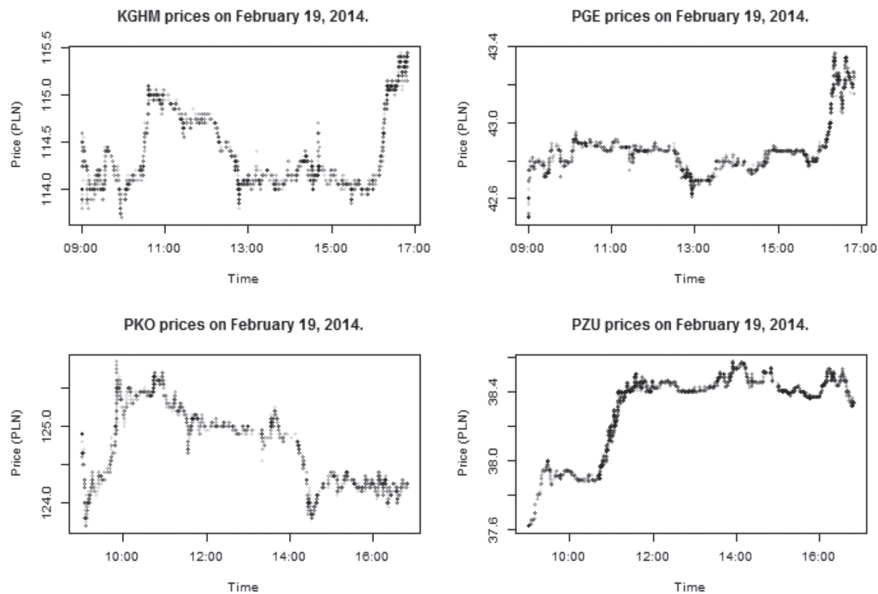 KGHM prices on February 19, 2014.
Price (PLN)
115.5
115.0
114.5
114.0
09:00 11:00 13:00 15:00 17:00
Time
PGE prices on February 19, 2014.
Price (PLN)
43.4
43.0
42.6
09:00 11:00 13:00 15:00 17:00
Time
PKO prices on February 19, 2014.
Price (PLN)
125.0
124.0
10:00 12:00 14:00 16:00
Time
PZU prices on February 19, 2014.
Price (PLN)
38.4
38.0
37.6
10:00 12:00 14:00 16:00
Time